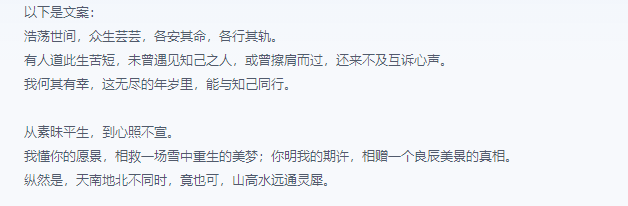 以下是文案：
浩荡世间，众生芸芸，各安其命，各行其轨。
有人道此生苦短，未曾遇见知己之人，或曾擦肩而过，还来不及互诉心声。
我何其有幸，这无尽的年岁里，能与知己同行。
从素昧平生，到心照不宣。
我懂你的愿景，相救一场雪中重生的美梦；你明我的期许，相赠一个良辰美景的真相。
纵然是，天南地北不同时，竟也可，山高水远通灵犀。